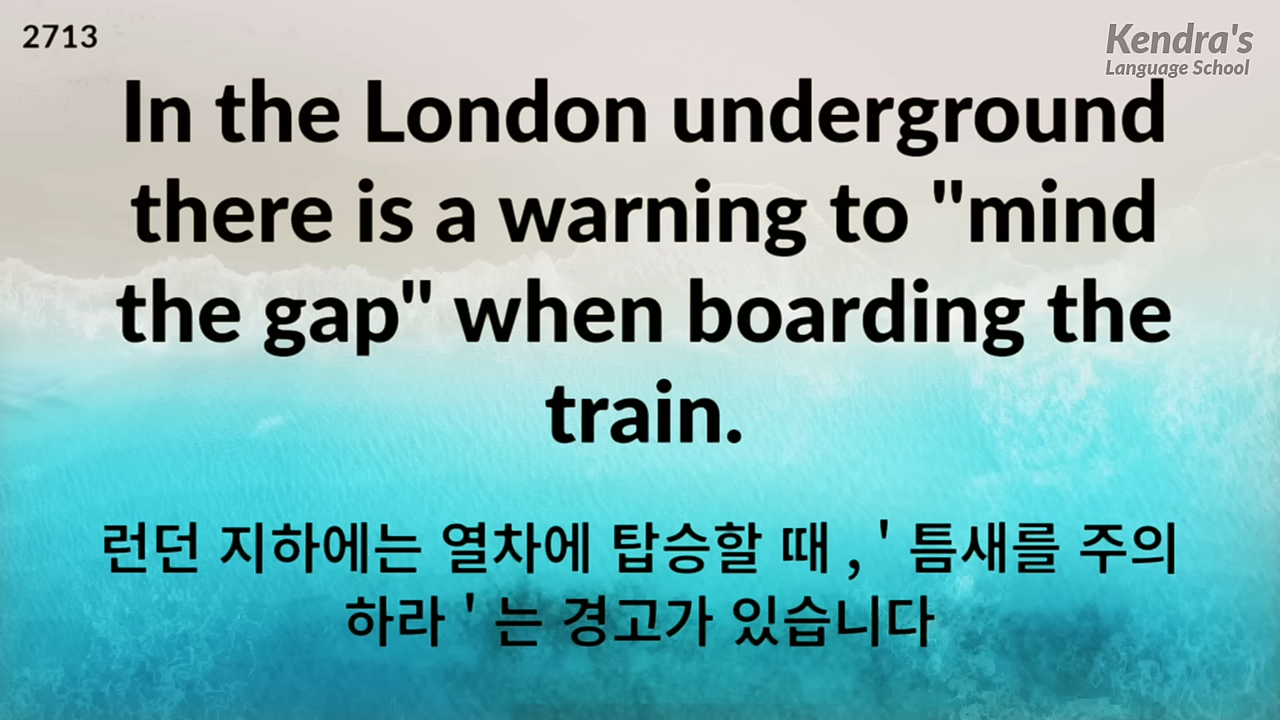 2713
Kendra's
Language School
In the London underground
there is a warning to "mind
the gap" when boarding the
train.
런던 지하에는 열차에 탑승할 때 , ' 틈새를 주의
하라 ' 는 경고가 있습니다